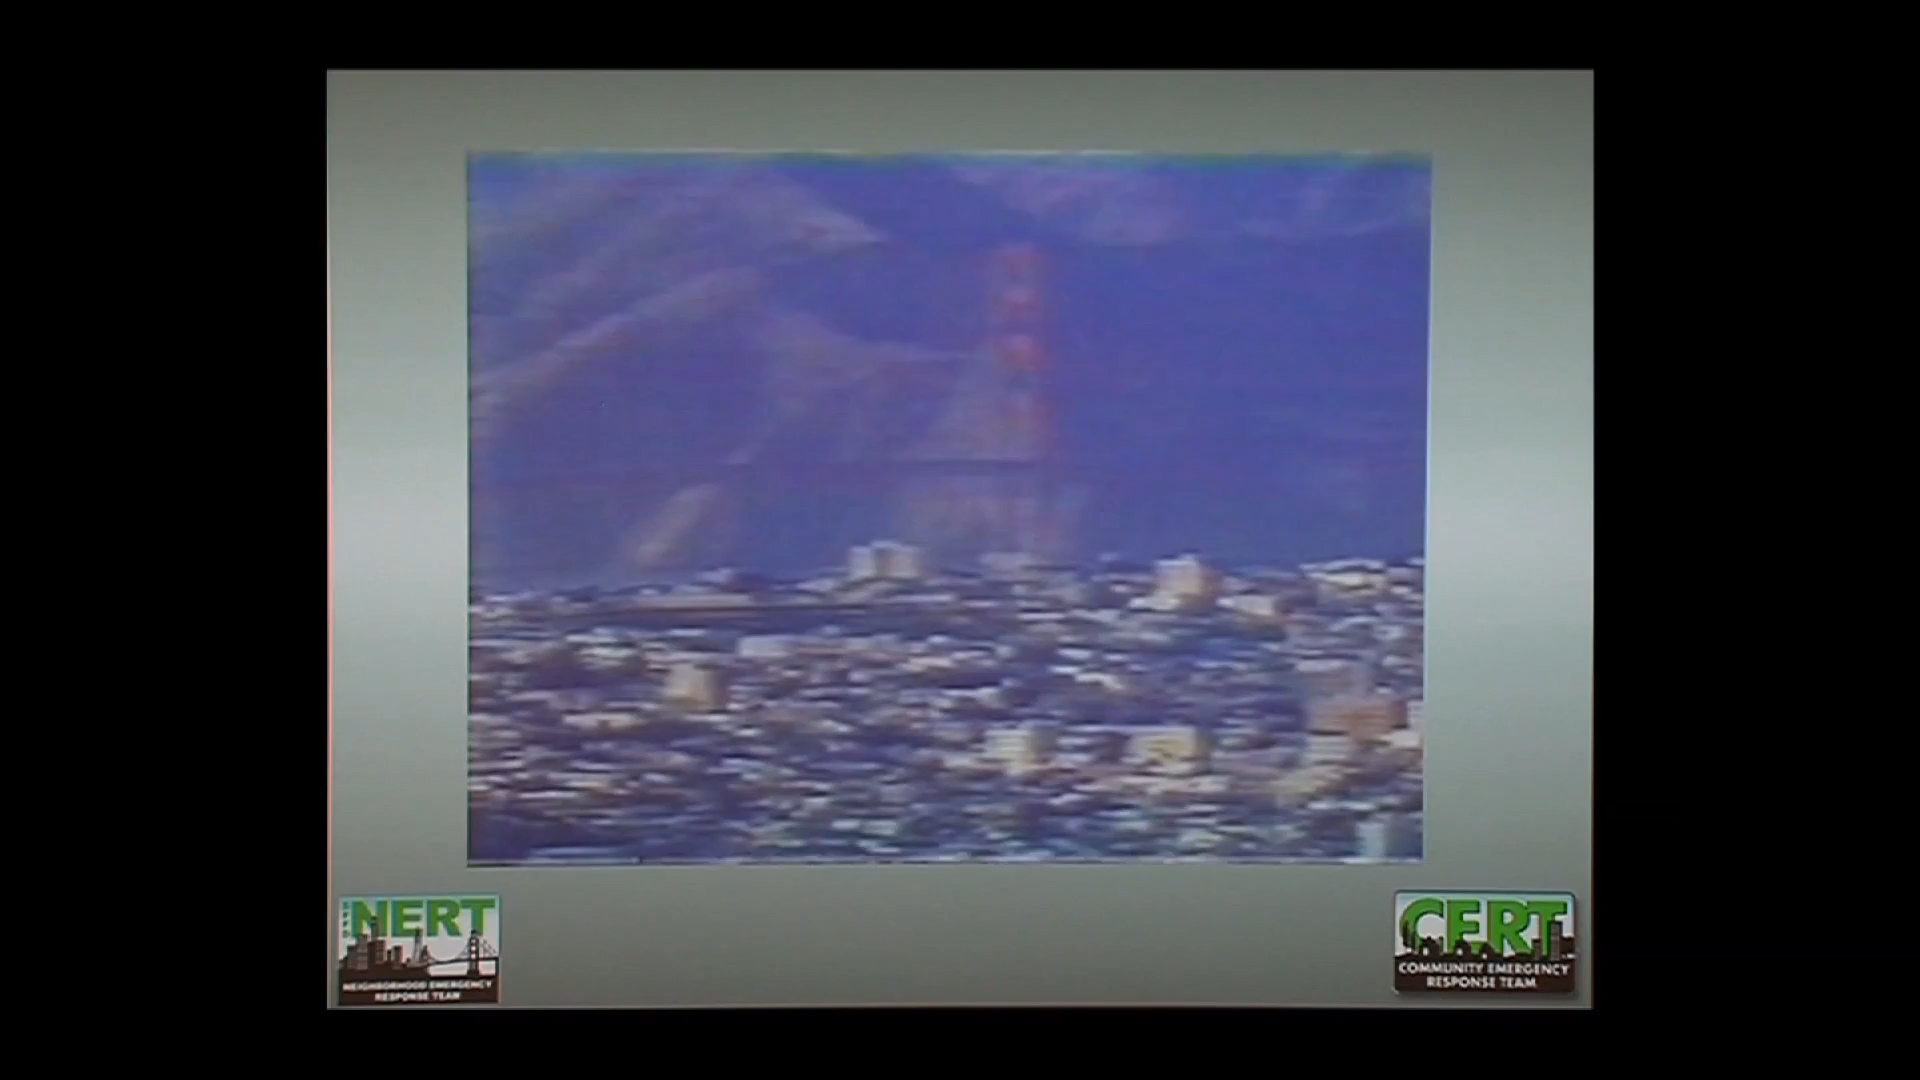 NERT
NEIGHBORHOOD EMERGENCY
RESPONSE TEAM
CERT
COMMUNITY EMERGENCY
RESPONSE TEAM